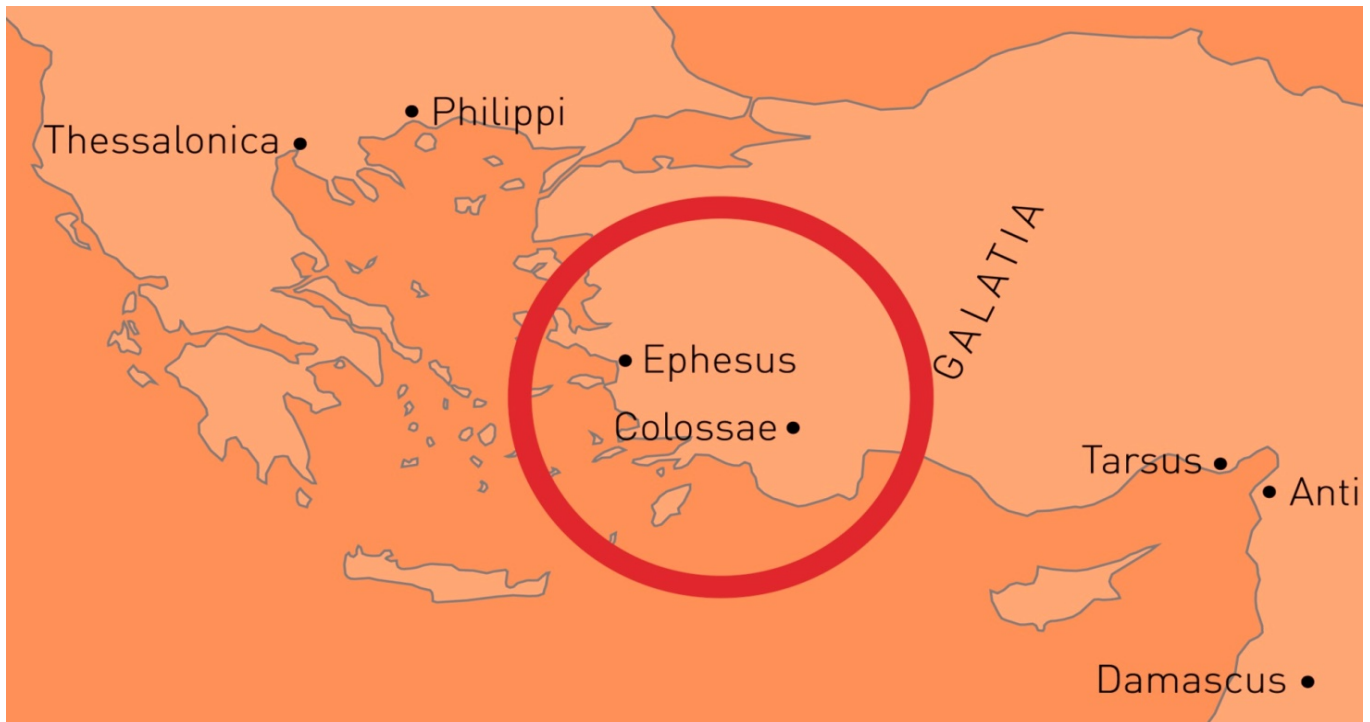 Philippi
Thessalonica
GALATIA
Ephesus
Colossae
Tarsus
Anti
Damascus